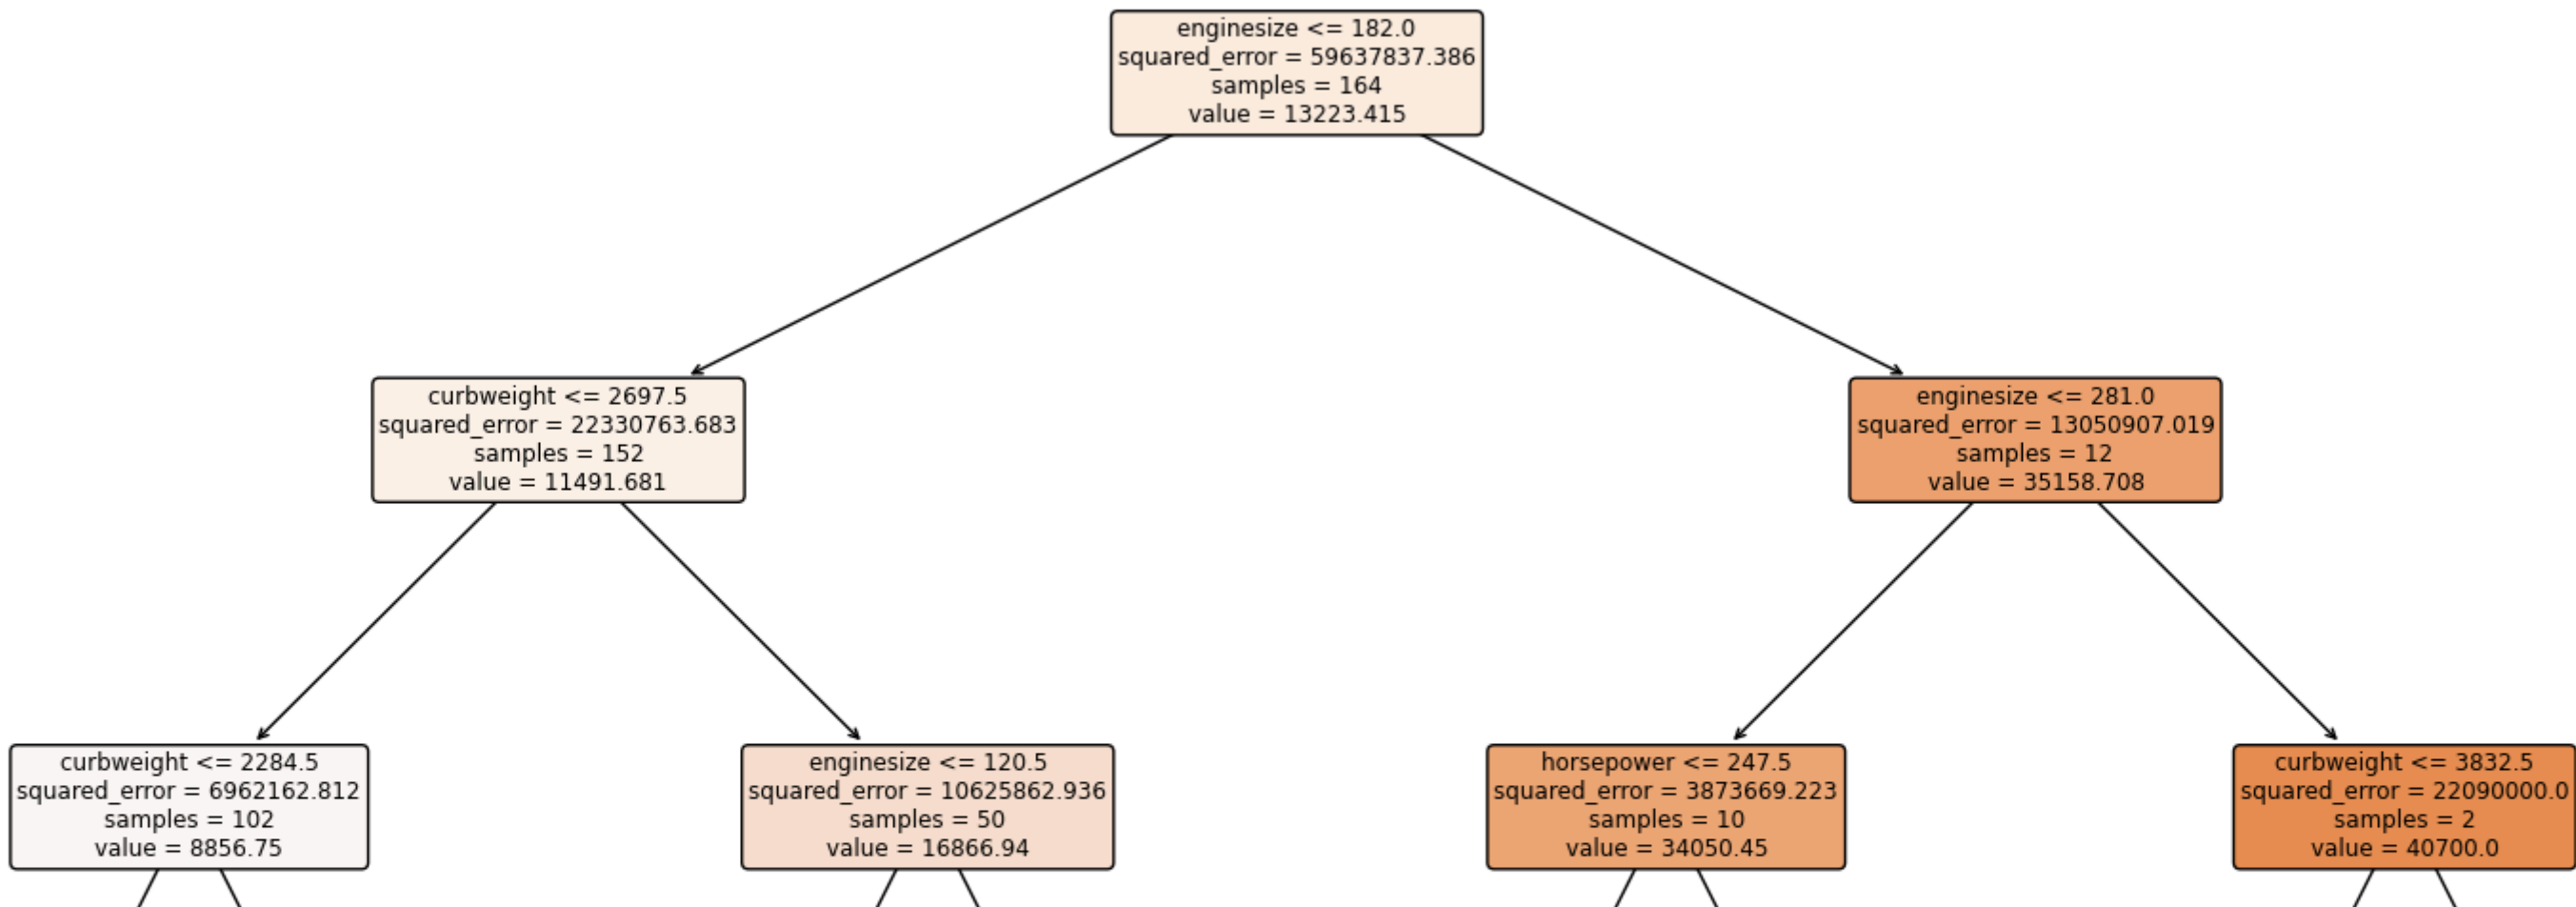 enginesize <= 182.0
squared_error = 59637837.386
samples = 164
value = 13223.415
curbweight <= 2697.5
squared_error = 22330763.683
samples = 152
value = 11491.681
enginesize <= 281.0
squared_error = 13050907.019
samples = 12
value = 35158.708
curbweight <= 2284.5
squared_error = 6962162.812
samples = 102
value = 8856.75
enginesize <= 120.5
squared_error = 10625862.936
samples = 50
value = 16866.94
horsepower <= 247.5
squared_error = 3873669.223
samples = 10
value = 34050.45
curbweight <= 3832.5
squared_error = 22090000.0
samples = 2
value = 40700.0